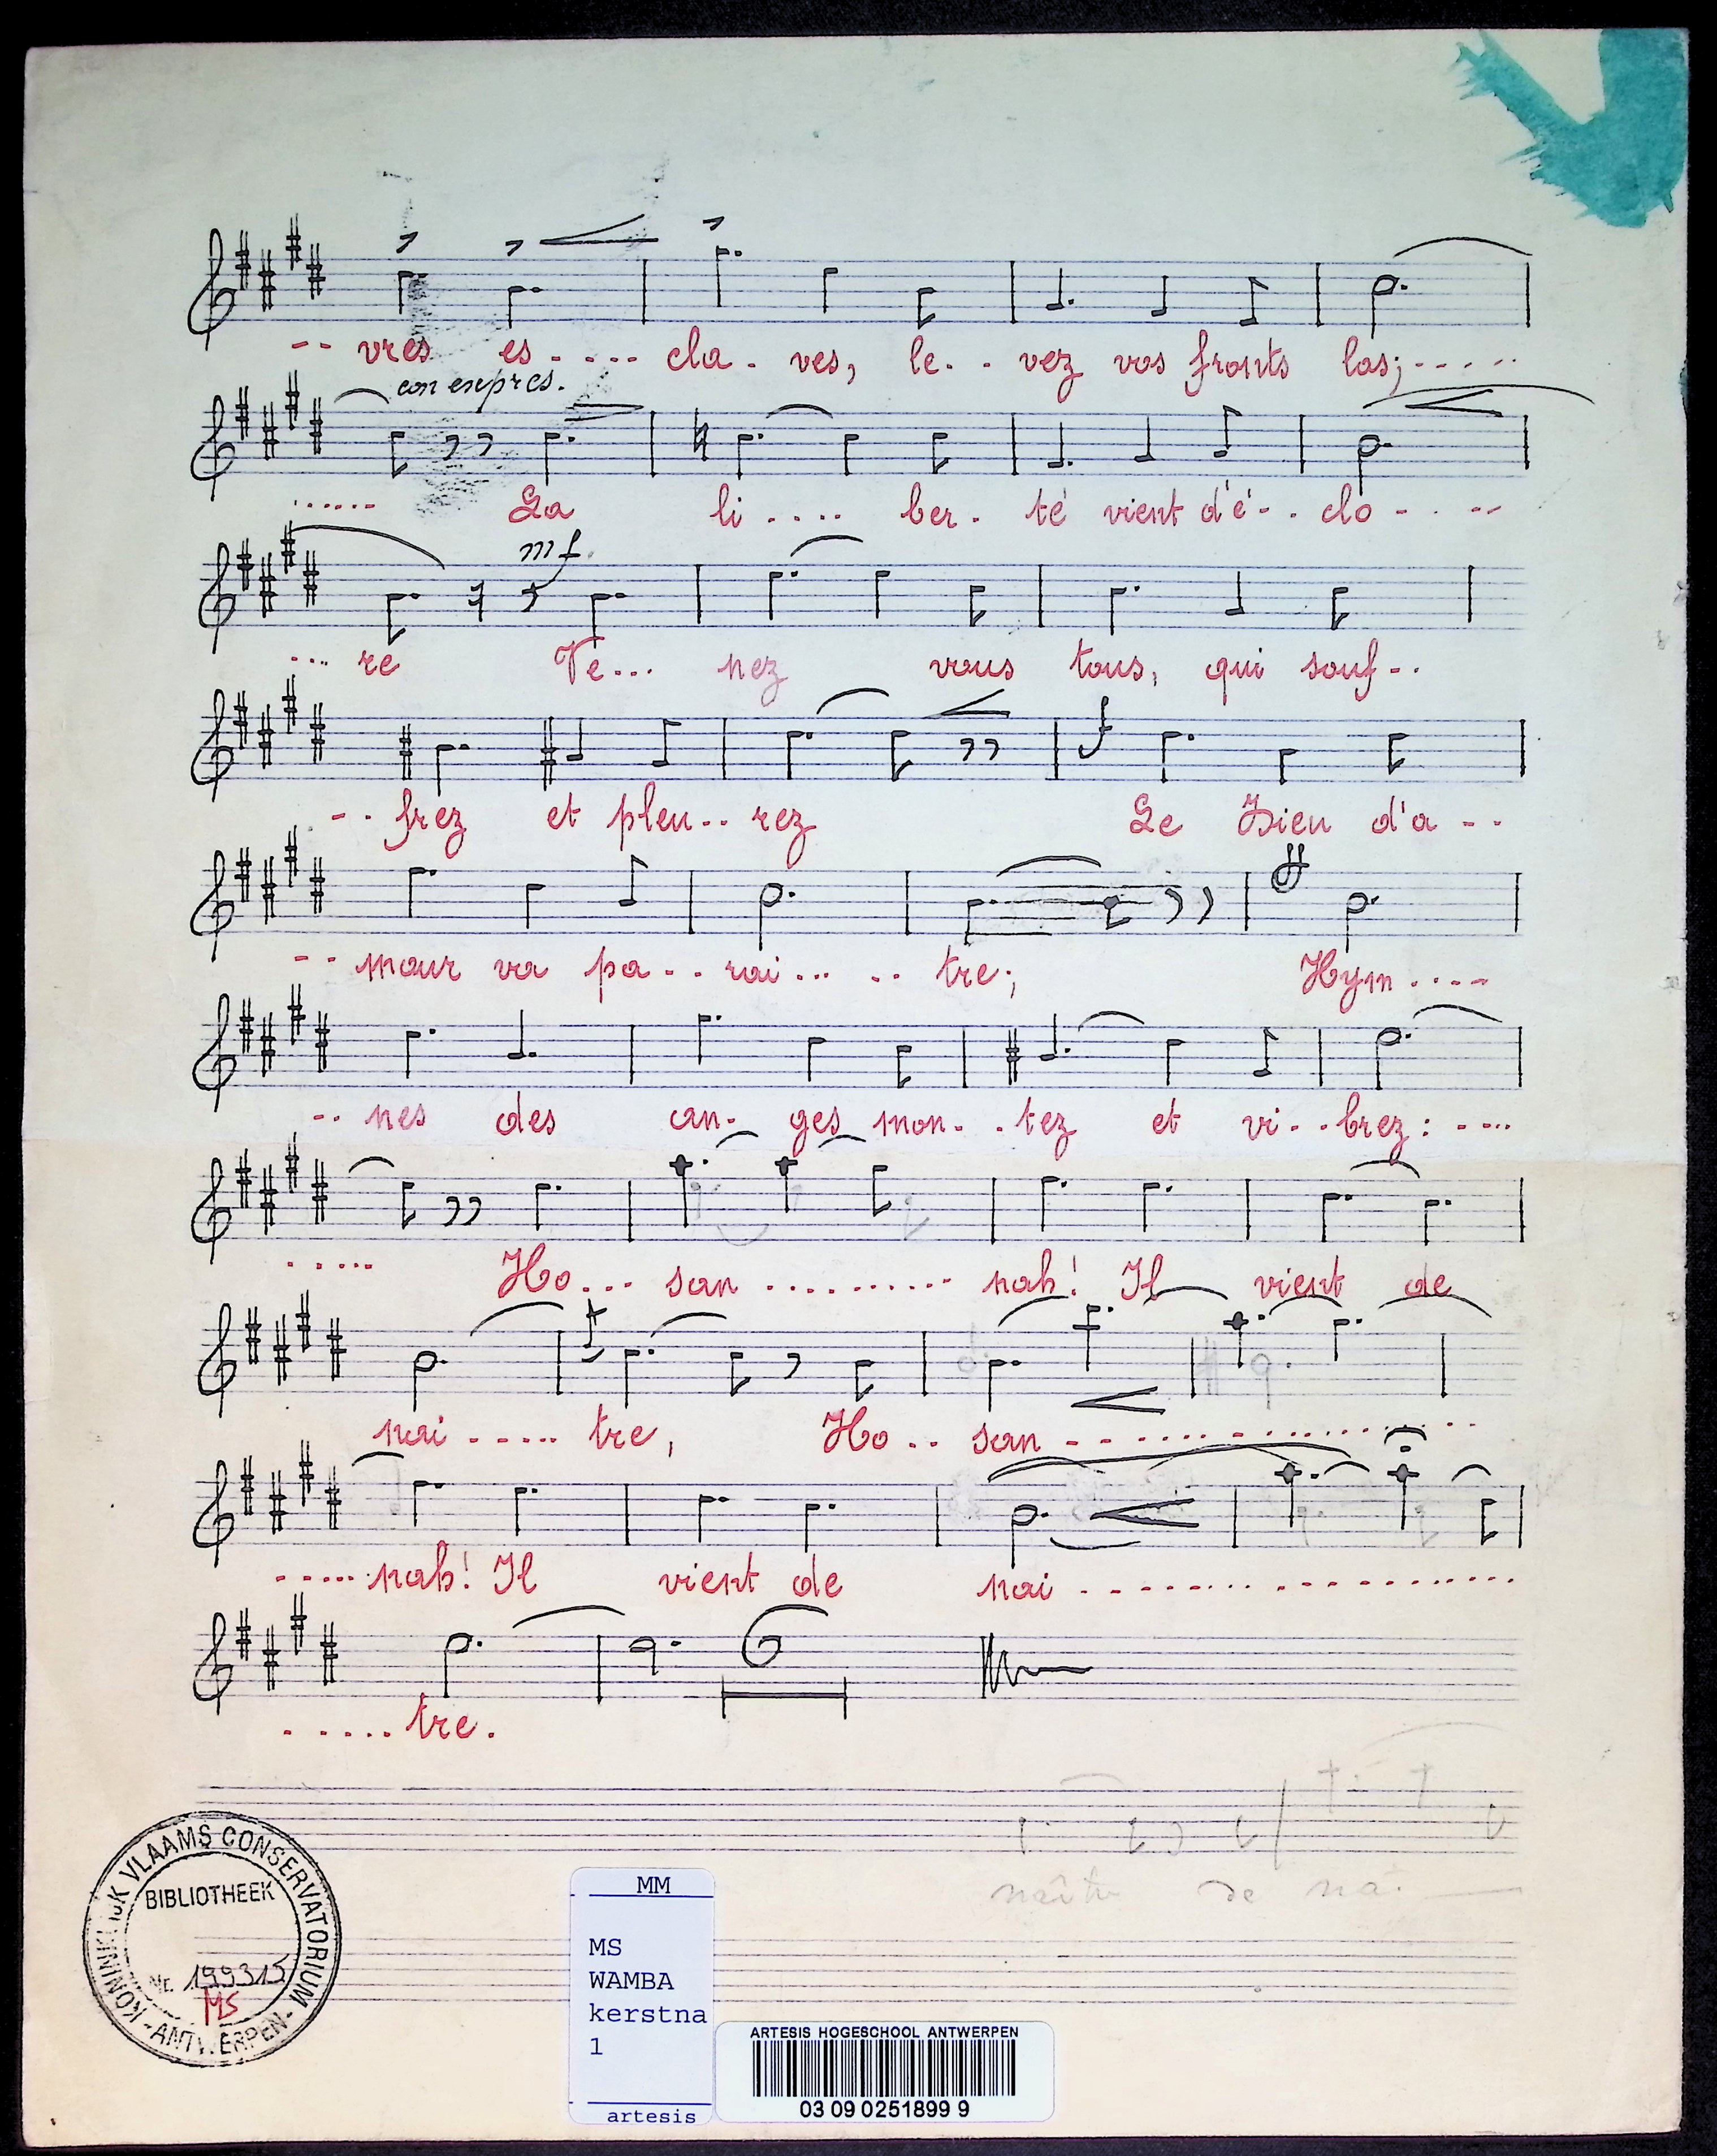 -- vres es - . . -- cla - ves, le. - vez vos fronts las; - - - - -
con expres.
...... La li .... ber - té vient d'é - . clo - . . --
mf
... re Ve... nez vous tous, qui souf - .
f
- . frez et pleu . . rez Le Dieu d'a - -
ff
-- mour va pa - - rai ... .. tre; Hym . . . -
-- nes des an - ges mon - . tez et vi - - brez : - ....
..... Ho ... san .......... nah! Il vient de
f
nai - .... tre, Ho .. san - - ..... - .........
..... nah! Il vient de nai - - - ..... - - .......
..... tre.
naître de naî
KONINKLIJK VLAAMS CONSERVATORIUM - ANTWERPEN -
BIBLIOTHEEK
Nr. 199315
MS
MM
MS
WAMBA
kerstna
1
artesis
ARTESIS HOGESCHOOL ANTWERPEN
03 09 0251899 9